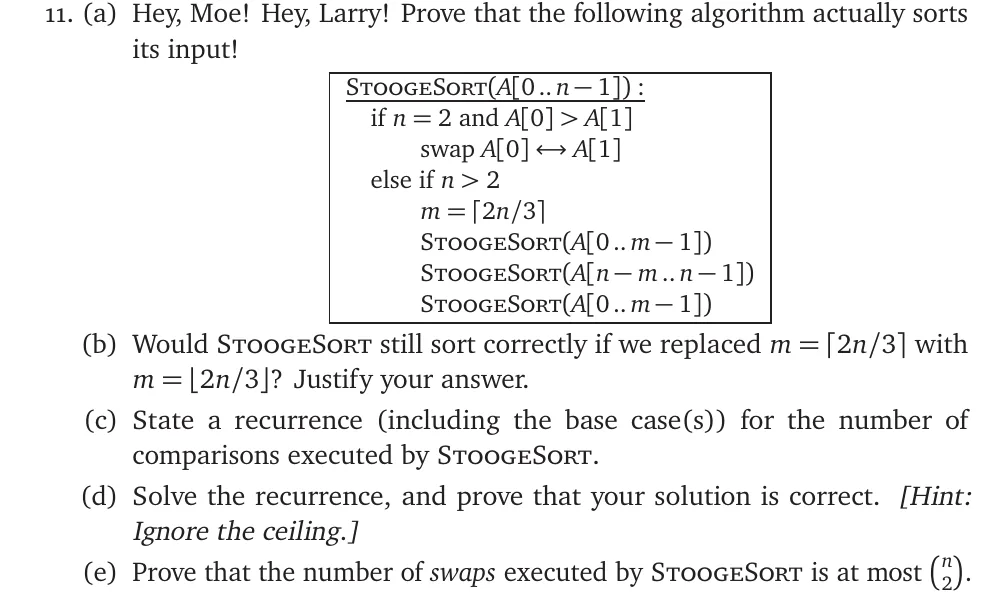 11. (a) Hey, Moe! Hey, Larry! Prove that the following algorithm actually sorts
its input!
STOOGESORT(A[0 .. n − 1]) :
if n = 2 and A[0] > A[1]
swap A[0] ↔ A[1]
else if n > 2
m = ⌈2n/3⌉
STOOGESORT(A[0 .. m − 1])
STOOGESORT(A[n − m .. n − 1])
STOOGESORT(A[0 .. m − 1])
(b) Would STOOGESORT still sort correctly if we replaced m = ⌈2n/3⌉ with
m = ⌊2n/3⌋? Justify your answer.
(c) State a recurrence (including the base case(s)) for the number of
comparisons executed by STOOGESORT.
(d) Solve the recurrence, and prove that your solution is correct. [Hint:
Ignore the ceiling.]
(e) Prove that the number of swaps executed by STOOGESORT is at most (n 2).